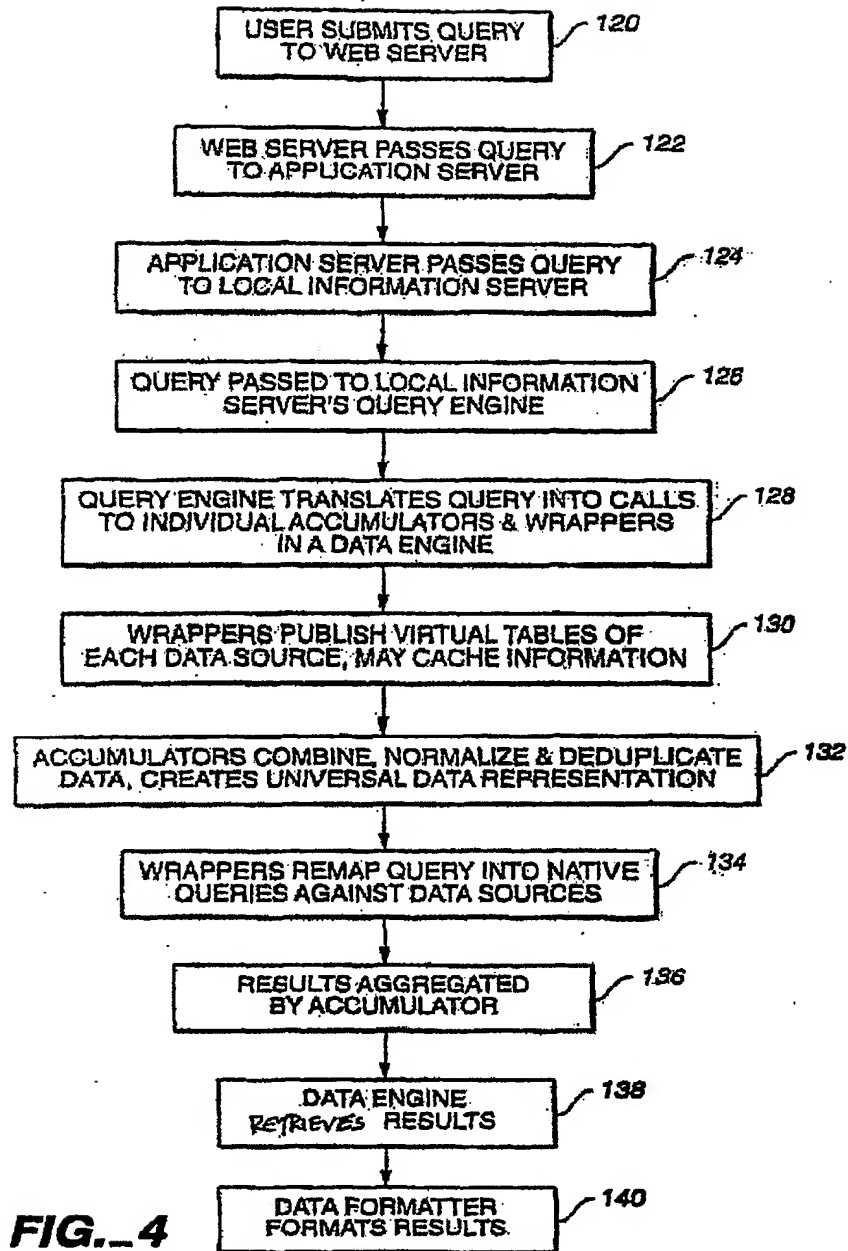 USER SUBMITS QUERY
TO WEB SERVER
120
WEB SERVER PASSES QUERY
TO APPLICATION SERVER
122
APPLICATION SERVER PASSES QUERY
TO LOCAL INFORMATION SERVER
124
QUERY PASSED TO LOCAL INFORMATION
SERVER'S QUERY ENGINE
126
QUERY ENGINE TRANSLATES QUERY INTO CALLS
TO INDIVIDUAL ACCUMULATORS & WRAPPERS
IN A DATA ENGINE
128
WRAPPERS PUBLISH VIRTUAL TABLES OF
EACH DATA SOURCE, MAY CACHE INFORMATION
130
ACCUMULATORS COMBINE, NORMALIZE & DEDUPLICATE
DATA, CREATES UNIVERSAL DATA REPRESENTATION
132
WRAPPERS REMAP QUERY INTO NATIVE
QUERIES AGAINST DATA SOURCES
134
RESULTS AGGREGATED
BY ACCUMULATOR
136
DATA ENGINE
RETRIEVES RESULTS
138
DATA FORMATTER
FORMATS RESULTS
140
FIG._4